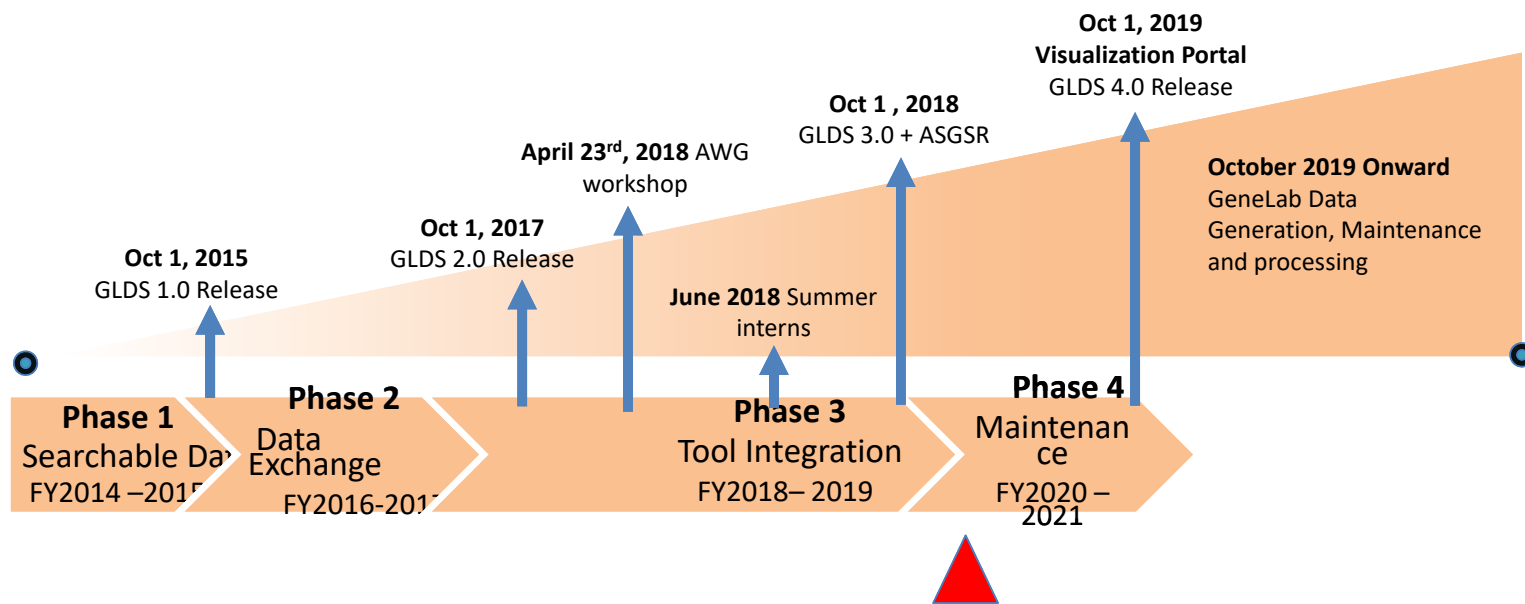 Oct 1, 2019
Visualization Portal
GLDS 4.0 Release
Oct 1 , 2018
GLDS 3.0 + ASGSR
April 23rd, 2018 AWG
workshop
Oct 1, 2017
GLDS 2.0 Release
Oct 1, 2015
GLDS 1.0 Release
June 2018 Summer
interns
October 2019 Onward
GeneLab Data
Generation, Maintenance
and processing
Phase 1
Searchable Da
FY2014 –2015
Phase 2
Data
Exchange
FY2016-201
Phase 3
Tool Integration
FY2018– 2019
Phase 4
Maintenan
ce
FY2020 –
2021